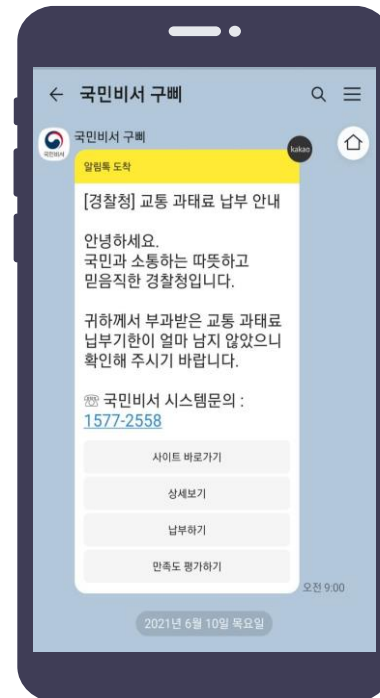 국민비서 구삐
국민비서
국민비서 구삐
kakao
알림톡 도착
[경찰청] 교통 과태료 납부 안내
안녕하세요.
국민과 소통하는 따뜻하고
믿음직한 경찰청입니다.
귀하께서 부과받은 교통 과태료
납부기한이 얼마 남지 않았으니
확인해 주시기 바랍니다.
☏ 국민비서 시스템문의 :
1577-2558
사이트 바로가기
상세보기
납부하기
만족도 평가하기
오전 9:00
2021년 6월 10일 목요일